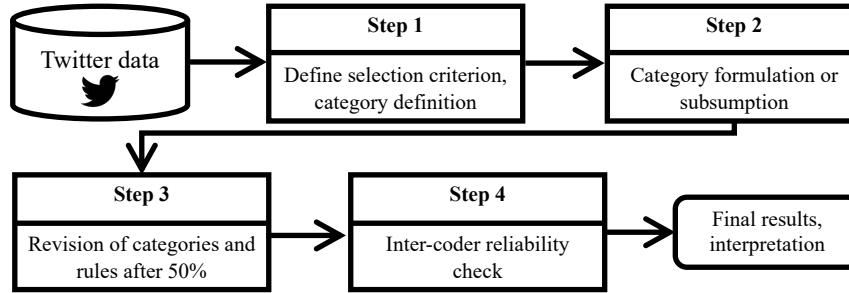 Twitter data
Step 1
Define selection criterion,
category definition
Step 2
Category formulation or
subsumption
Step 3
Revision of categories and
rules after 50%
Step 4
Inter-coder reliability
check
Final results,
interpretation